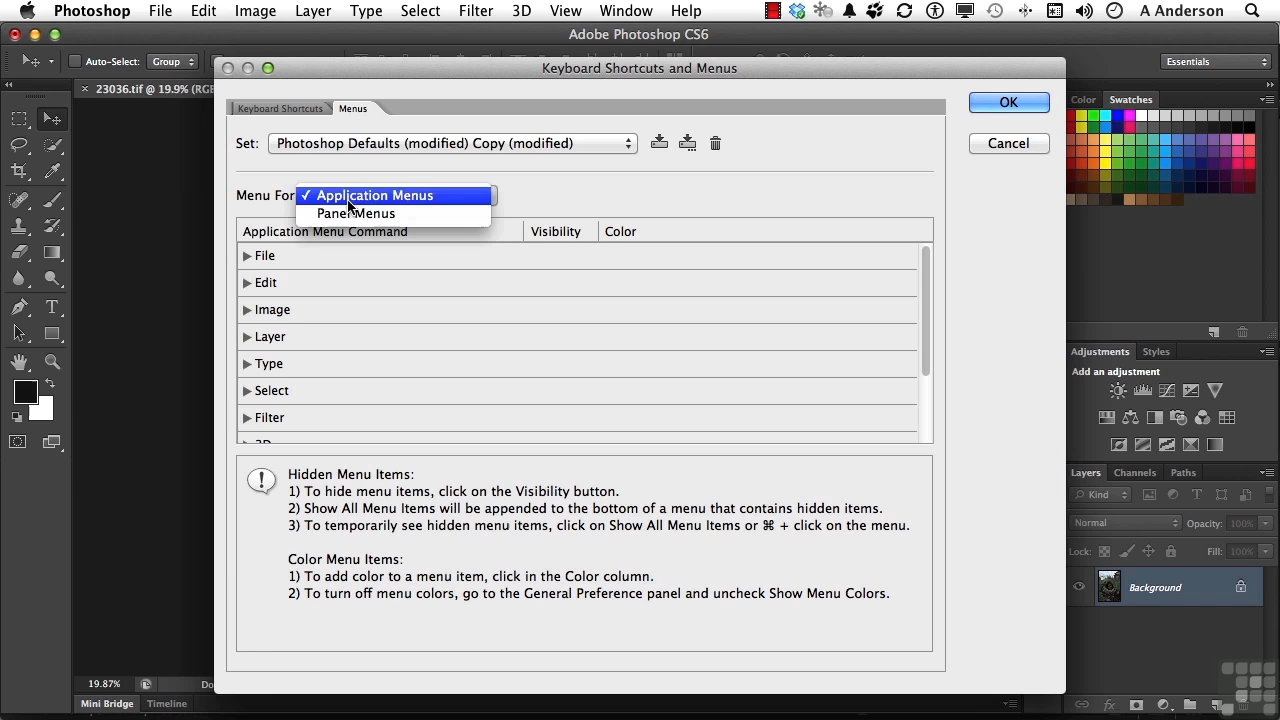 Photoshop File Edit Image Layer Type Select Filter 3D View Window Help A Anderson
Adobe Photoshop CS6
Auto-Select: Group Essentials
Keyboard Shortcuts and Menus
× 23036.tif @ 19.9% (RGB
Keyboard Shortcuts Menus
OK
Color Swatches
Set: Photoshop Defaults (modified) Copy (modified)
Cancel
Menu For
✓ Application Menus
Panel Menus
Application Menu Command Visibility Color
File
Edit
Image
Layer
Type
Select
Filter
3D
Hidden Menu Items:
1) To hide menu items, click on the Visibility button.
2) Show All Menu Items will be appended to the bottom of a menu that contains hidden items.
3) To temporarily see hidden menu items, click on Show All Menu Items or ⌘ + click on the menu.
Color Menu Items:
1) To add color to a menu item, click in the Color column.
2) To turn off menu colors, go to the General Preference panel and uncheck Show Menu Colors.
Adjustments Styles
Add an adjustment
Layers Channels Paths
Kind
Normal Opacity: 100%
Lock: Fill: 100%
Background
19.87% Do
Mini Bridge Timeline